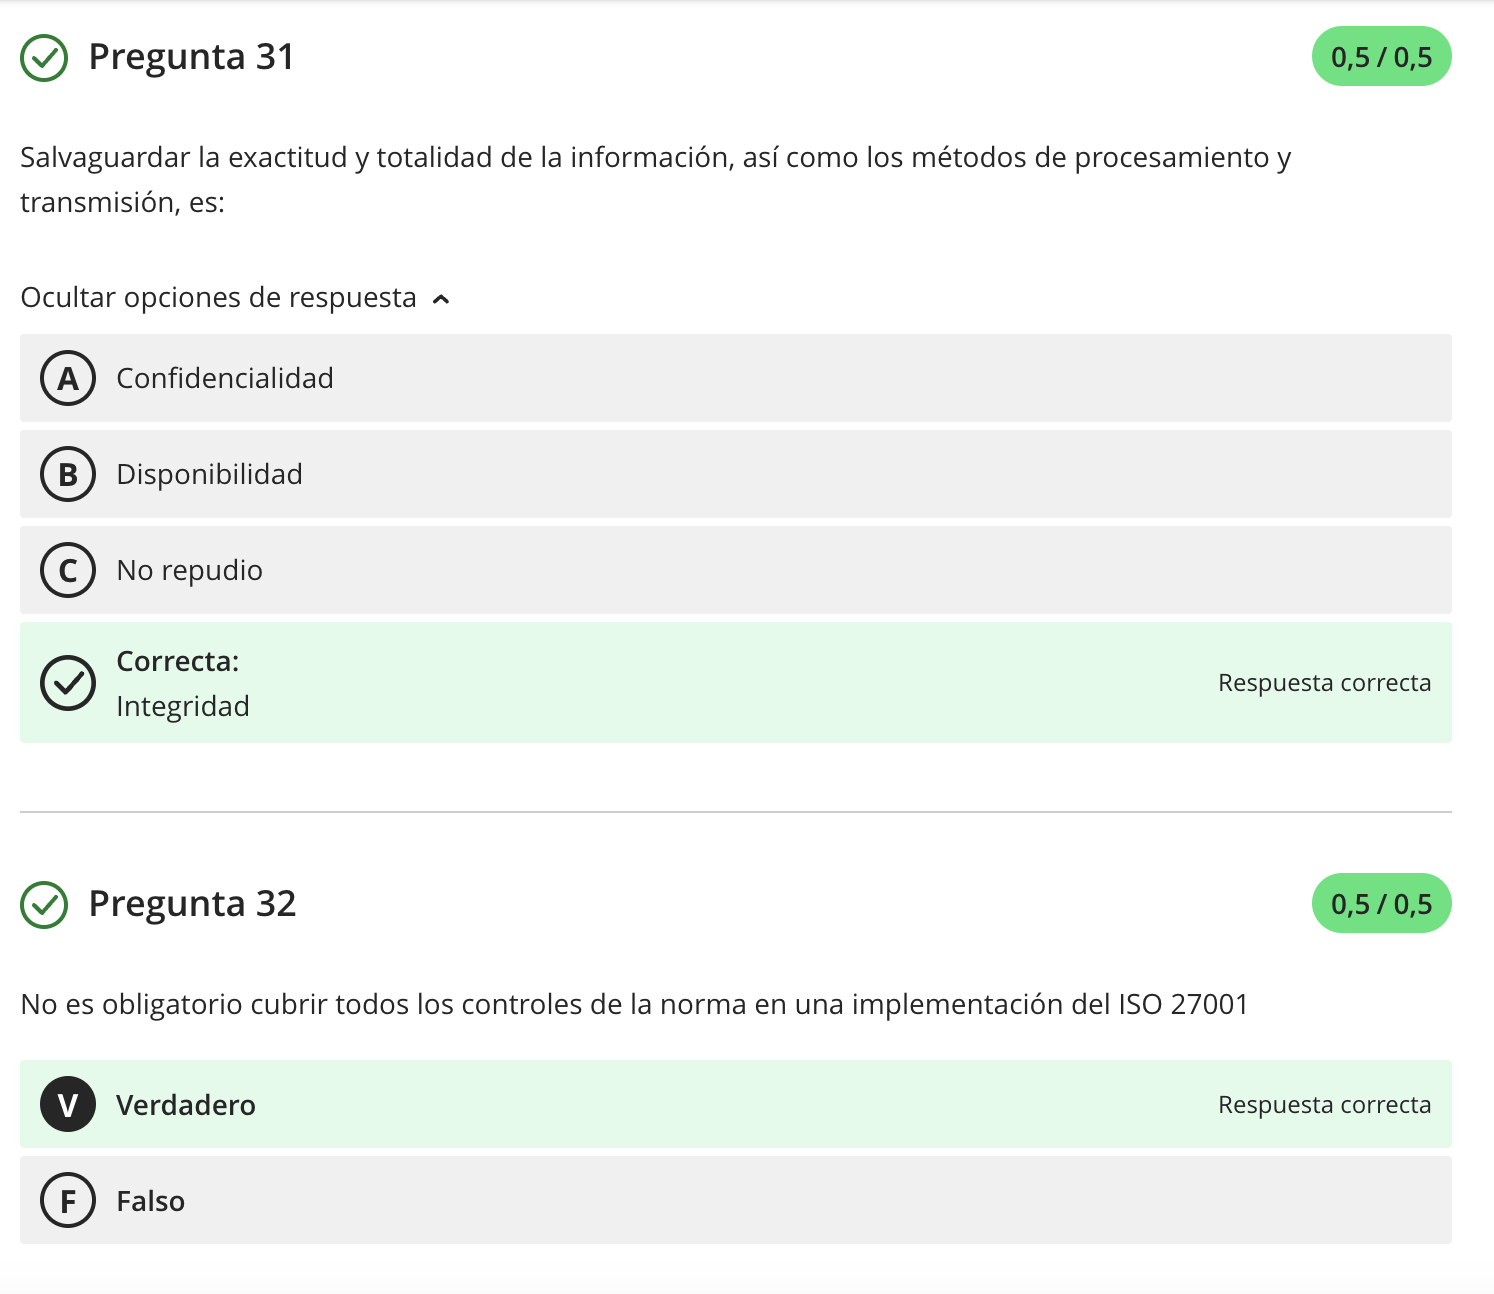 Pregunta 31
0,5 / 0,5
Salvaguardar la exactitud y totalidad de la información, así como los métodos de procesamiento y
transmisión, es:
Ocultar opciones de respuesta
A Confidencialidad
B Disponibilidad
C No repudio
Correcta:
Integridad
Respuesta correcta
Pregunta 32
0,5 / 0,5
No es obligatorio cubrir todos los controles de la norma en una implementación del ISO 27001
V Verdadero
Respuesta correcta
F Falso